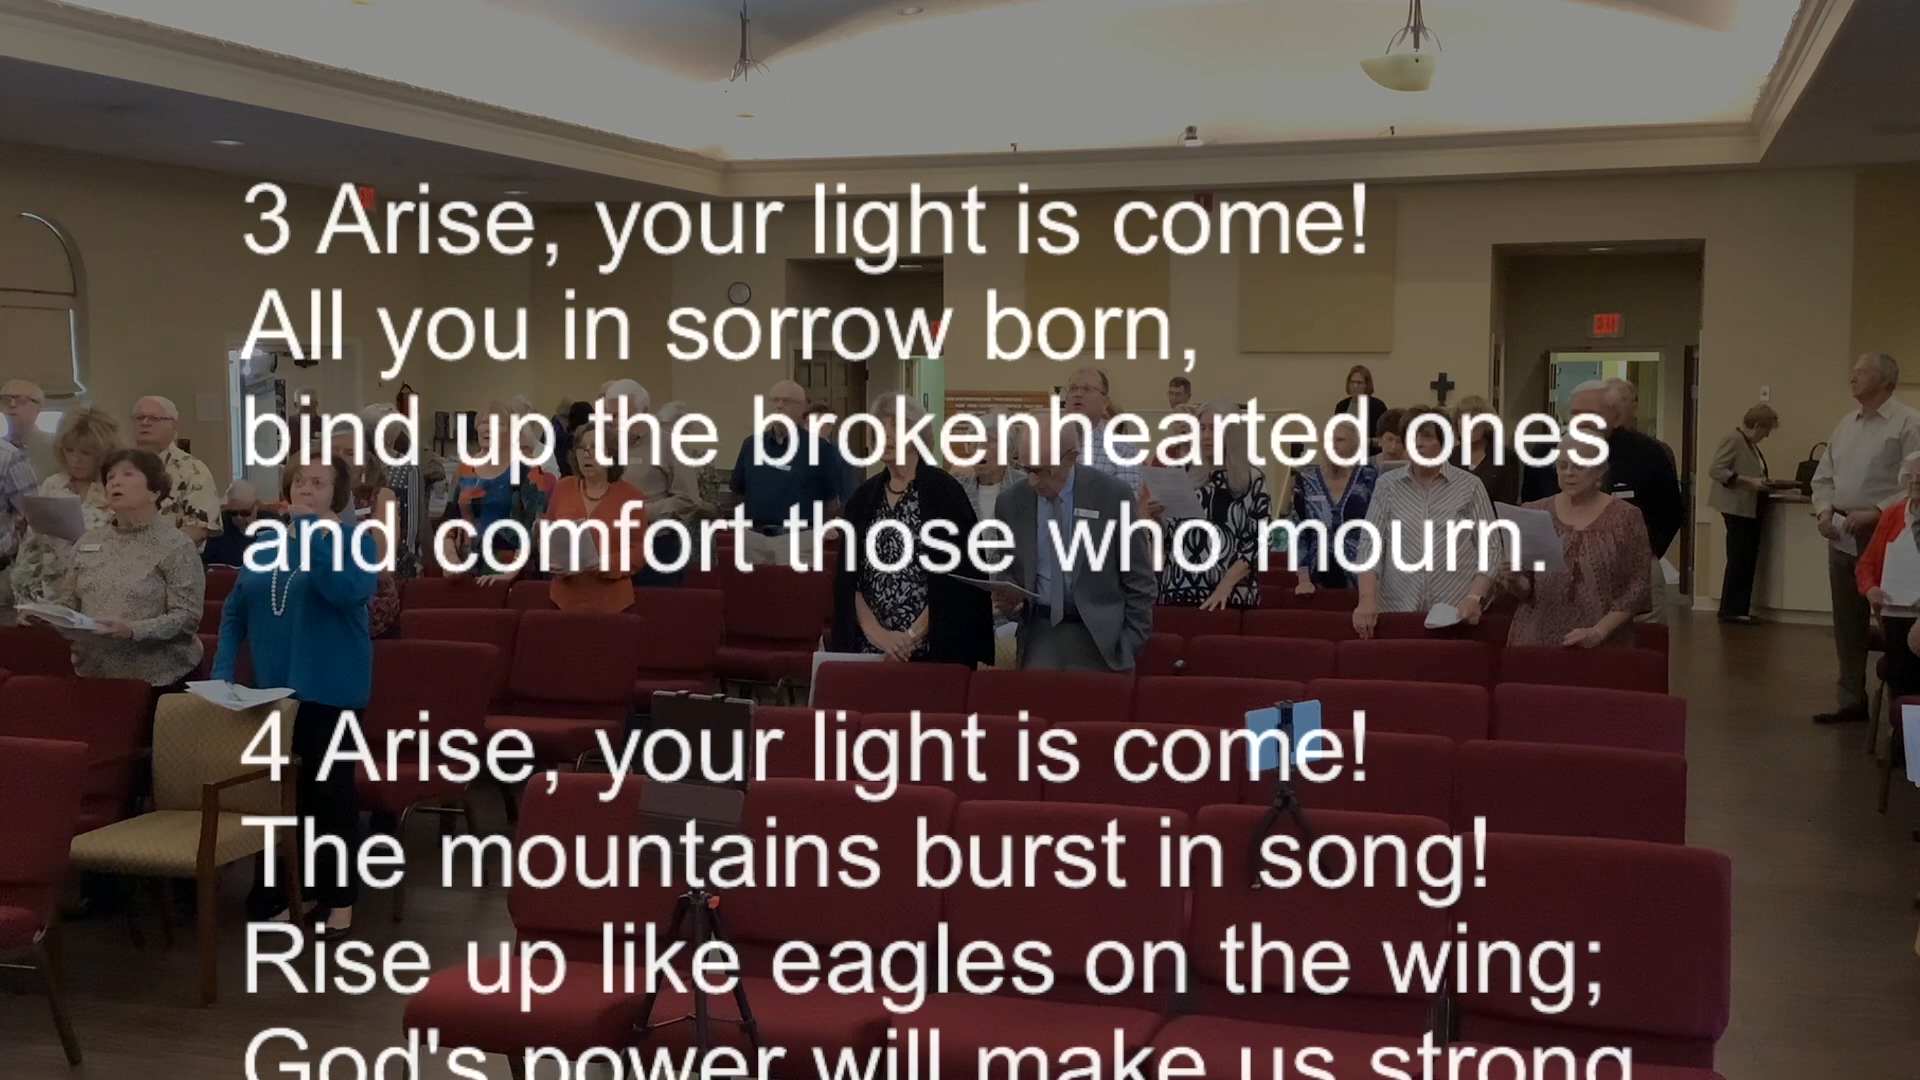 3 Arise, your light is come!
All you in sorrow born,
bind up the brokenhearted ones
and comfort those who mourn.
4 Arise, your light is come!
The mountains burst in song!
Rise up like eagles on the wing;
God's power will make us strong
EXIT